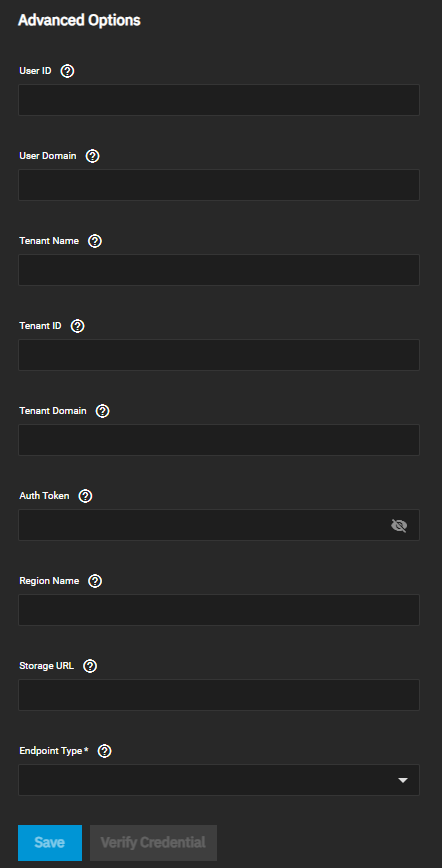 Advanced Options
User ID
User Domain
Tenant Name
Tenant ID
Tenant Domain
Auth Token
Region Name
Storage URL
Endpoint Type *
Save Verify Credential